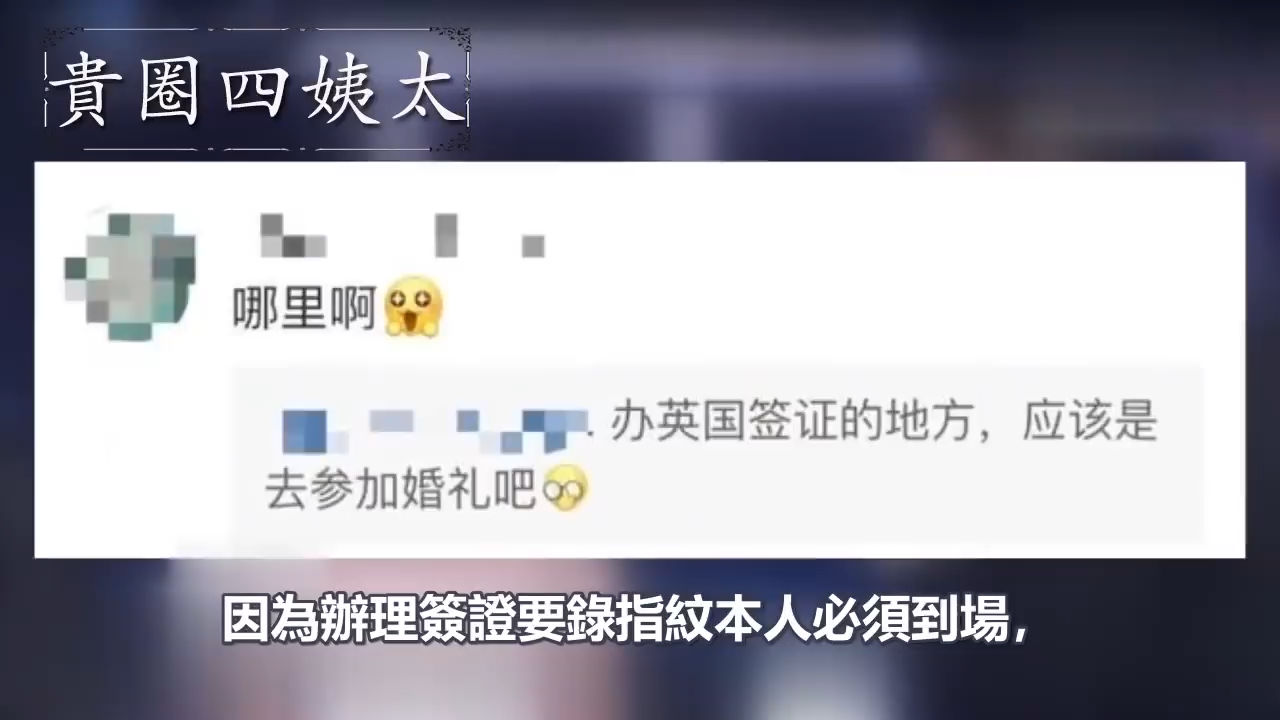 貴圈四姨太
哪里啊
办英国签证的地方，应该是
去参加婚礼吧
因為辦理簽證要錄指紋本人必須到場，